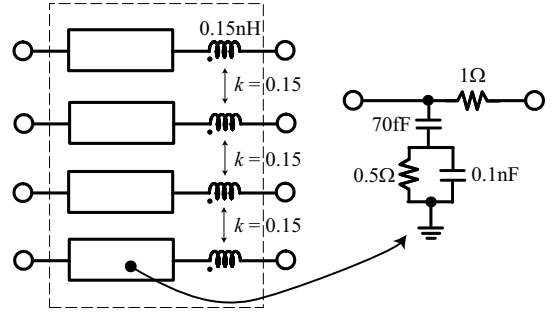 0.15nH
k = 0.15
k = 0.15
k = 0.15
1Ω
70fF
0.5Ω
0.1nF